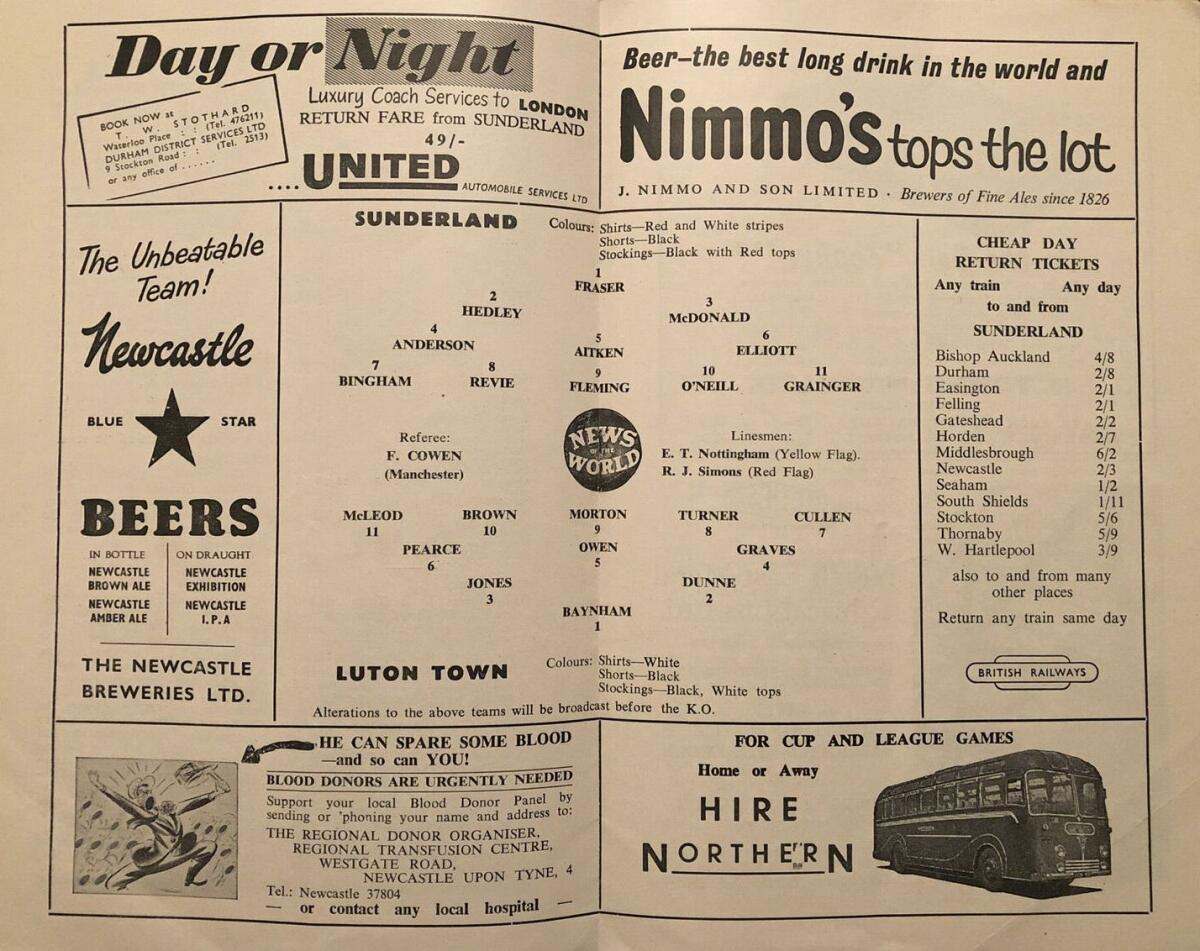 Day or Night
Luxury Coach Services to LONDON
RETURN FARE from SUNDERLAND
49/-
.... UNITED AUTOMOBILE SERVICES LTD
BOOK NOW at
T. W. STOTHARD
Waterloo Place : : (Tel. 476211)
DURHAM DISTRICT SERVICES LTD
9 Stockton Road : : (Tel. 2513)
or any office of ......
Beer–the best long drink in the world and
Nimmo's tops the lot
J. NIMMO AND SON LIMITED · Brewers of Fine Ales since 1826
The Unbeatable
Team!
Newcastle
BLUE STAR
BEERS
IN BOTTLE ON DRAUGHT
NEWCASTLE NEWCASTLE
BROWN ALE EXHIBITION
NEWCASTLE NEWCASTLE
AMBER ALE I.P.A
THE NEWCASTLE
BREWERIES LTD.
SUNDERLAND Colours: Shirts—Red and White stripes
Shorts—Black
Stockings—Black with Red tops
1
FRASER
2 3
HEDLEY McDONALD
4 5 6
ANDERSON AITKEN ELLIOTT
7 8 9 10 11
BINGHAM REVIE FLEMING O'NEILL GRAINGER
Referee:
F. COWEN
(Manchester)
NEWS
OF THE
WORLD
Linesmen:
E. T. Nottingham (Yellow Flag).
R. J. Simons (Red Flag)
McLEOD BROWN MORTON TURNER CULLEN
11 10 9 8 7
PEARCE OWEN GRAVES
6 5 4
JONES DUNNE
3 2
BAYNHAM
1
LUTON TOWN Colours: Shirts—White
Shorts—Black
Stockings—Black, White tops
Alterations to the above teams will be broadcast before the K.O.
CHEAP DAY
RETURN TICKETS
Any train Any day
to and from
SUNDERLAND
Bishop Auckland 4/8
Durham 2/8
Easington 2/1
Felling 2/1
Gateshead 2/2
Horden 2/7
Middlesbrough 6/2
Newcastle 2/3
Seaham 1/2
South Shields 1/11
Stockton 5/6
Thornaby 5/9
W. Hartlepool 3/9
also to and from many
other places
Return any train same day
BRITISH RAILWAYS
HE CAN SPARE SOME BLOOD
—and so can YOU!
BLOOD DONORS ARE URGENTLY NEEDED
Support your local Blood Donor Panel by
sending or 'phoning your name and address to:
THE REGIONAL DONOR ORGANISER,
REGIONAL TRANSFUSION CENTRE,
WESTGATE ROAD,
NEWCASTLE UPON TYNE, 4
Tel.: Newcastle 37804
— or contact any local hospital —
FOR CUP AND LEAGUE GAMES
Home or Away
HIRE
NORTHERN